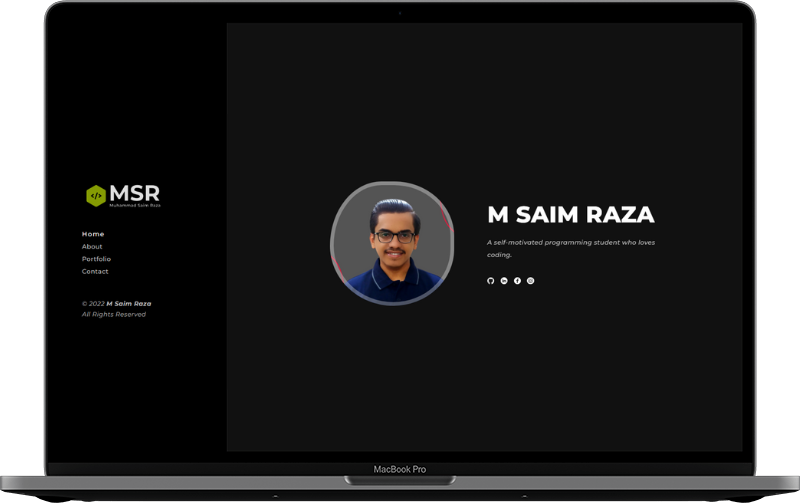 </> MSR
Muhammad Saim Raza
Home
About
Portfolio
Contact
© 2022 M Saim Raza
All Rights Reserved
M SAIM RAZA
A self-motivated programming student who loves
coding.
MacBook Pro